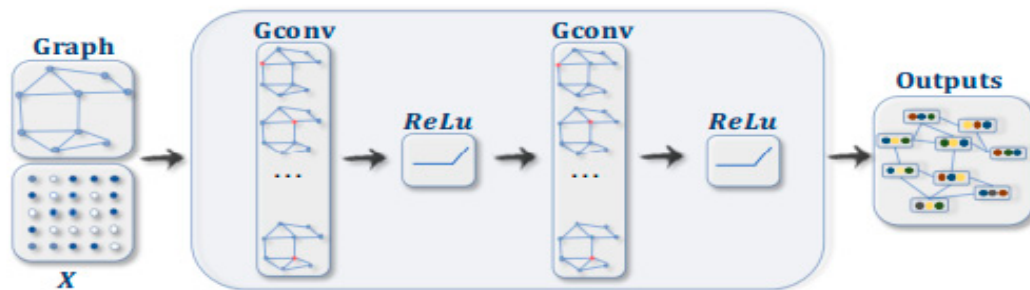 Graph
X
Gconv
...
ReLu
Gconv
...
ReLu
Outputs